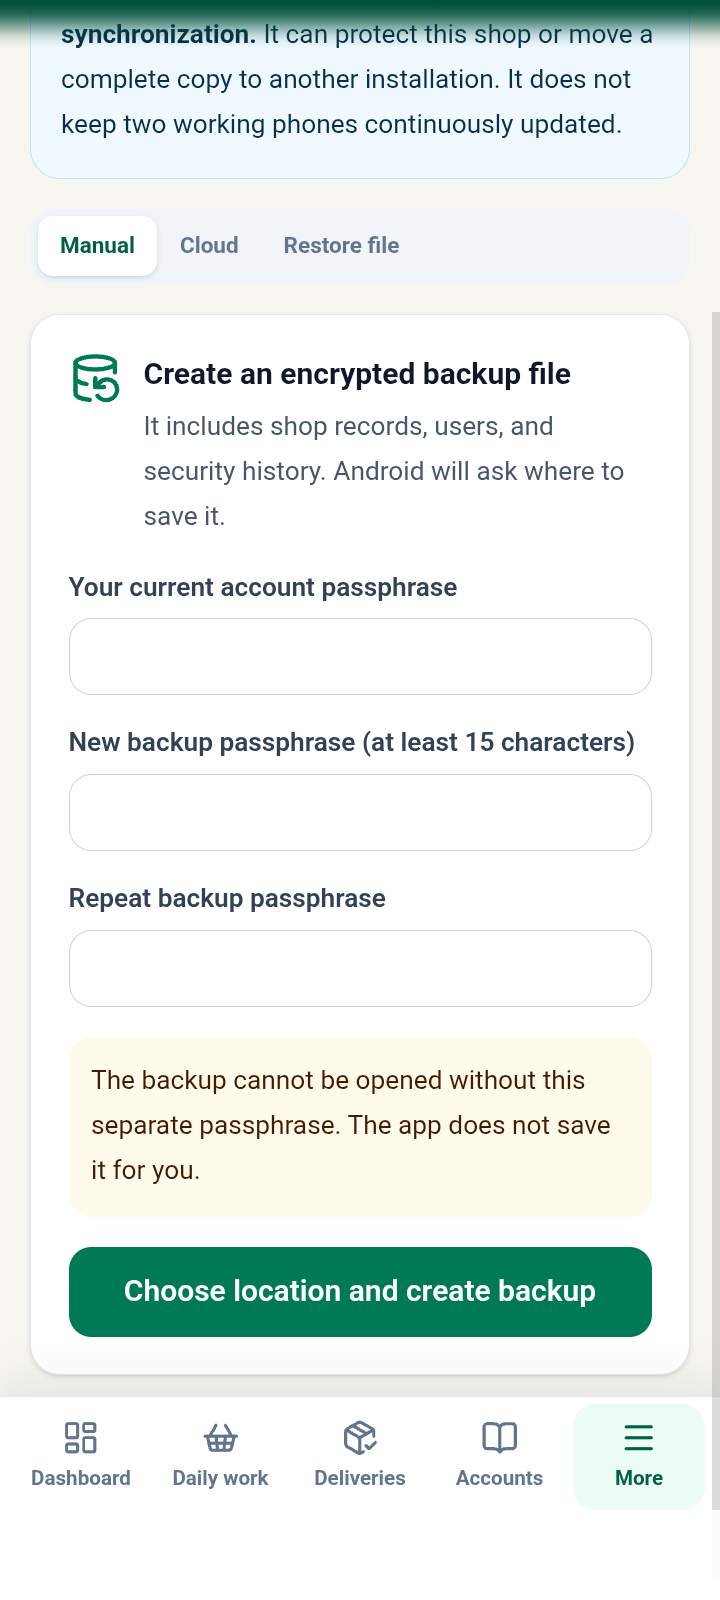 synchronization. It can protect this shop or move a
complete copy to another installation. It does not
keep two working phones continuously updated.
Manual
Cloud
Restore file
Create an encrypted backup file
It includes shop records, users, and
security history. Android will ask where to
save it.
Your current account passphrase
New backup passphrase (at least 15 characters)
Repeat backup passphrase
The backup cannot be opened without this
separate passphrase. The app does not save
it for you.
Choose location and create backup
Dashboard
Daily work
Deliveries
Accounts
More